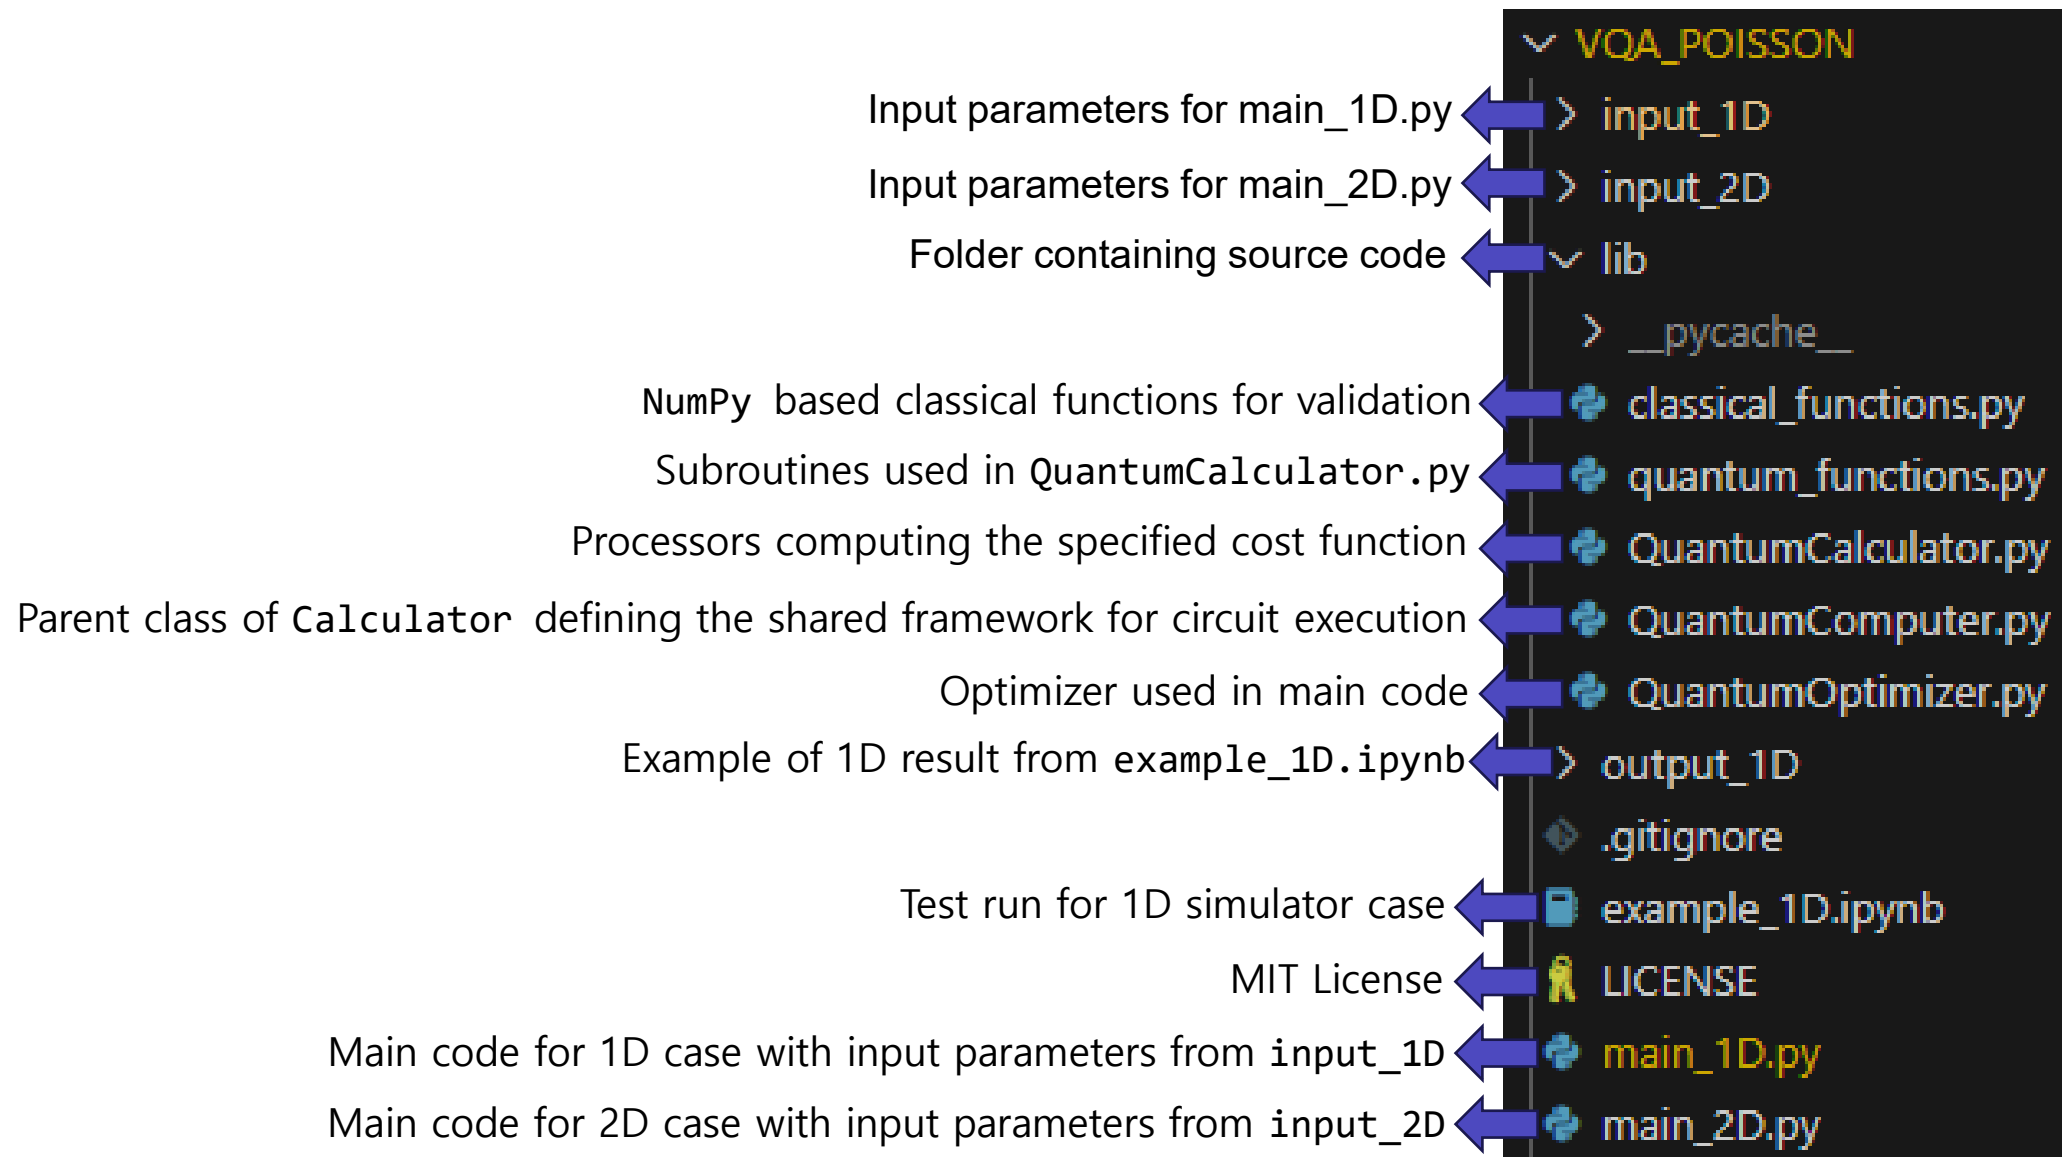 VQA_POISSON
Input parameters for main_1D.py input_1D
Input parameters for main_2D.py input_2D
Folder containing source code lib
__pycache__
NumPy based classical functions for validation classical_functions.py
Subroutines used in QuantumCalculator.py quantum_functions.py
Processors computing the specified cost function QuantumCalculator.py
Parent class of Calculator defining the shared framework for circuit execution QuantumComputer.py
Optimizer used in main code QuantumOptimizer.py
Example of 1D result from example_1D.ipynb output_1D
.gitignore
Test run for 1D simulator case example_1D.ipynb
MIT License LICENSE
Main code for 1D case with input parameters from input_1D main_1D.py
Main code for 2D case with input parameters from input_2D main_2D.py